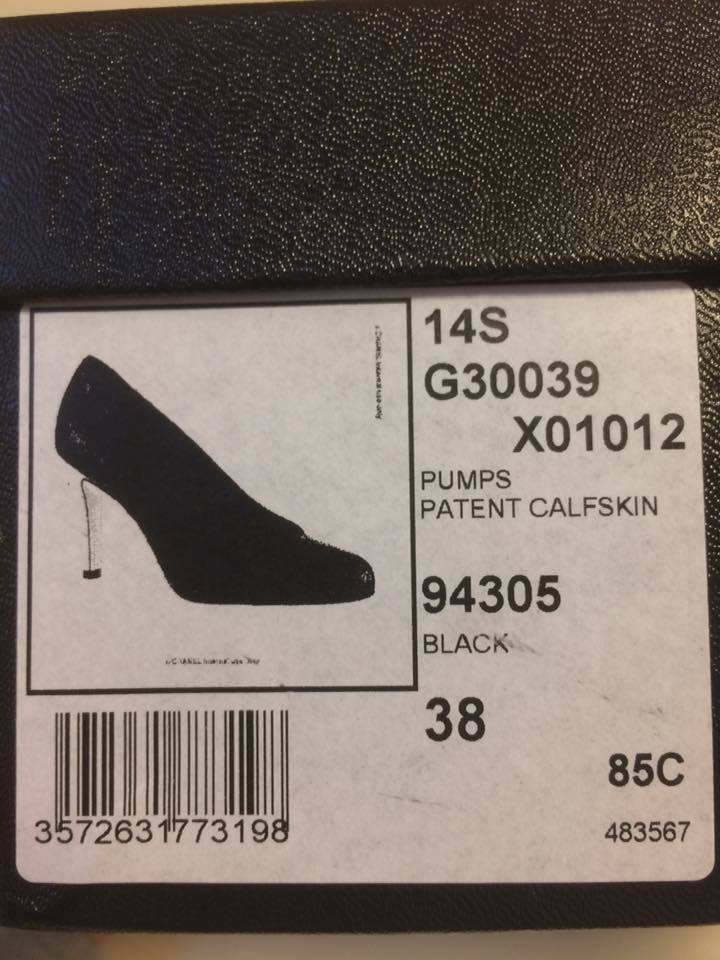 14S
G30039
X01012
PUMPS
PATENT CALFSKIN
94305
BLACK
38
85C
3572631773198
483567